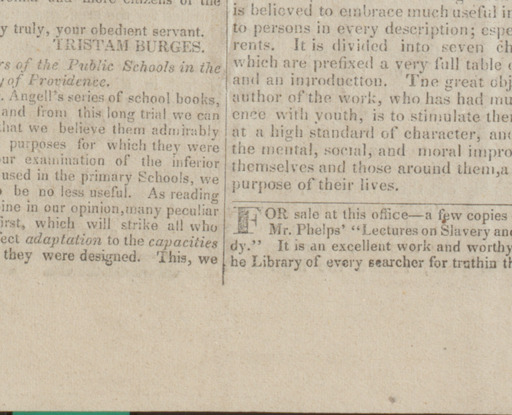 more citizens of the
y truly, your obedient servant.
TRISTAM BURGES.
rs of the Public Schools in the
y of Providence.
. Angell's series of school books,
and from this long trial we can
hat we believe them admirably
purposes for which they were
ur examination of the inferior
used in the primary Schools, we
be no less useful. As reading
ine in our opinion,many peculiar
irst, which will strike all who
fect adaptation to the capacities
they were designed. This, we
is believed to embrace much useful in
to persons in every description; espe
rents. It is divided into seven ch
which are prefixed a very full table o
and an introduction. The great obj
author of the work, who has had mu
ence with youth, is to stimulate the
at a high standard of character, and
the mental, social, and moral impro
themselves and those around them,a
purpose of their lives.
FOR sale at this office—a few copies
Mr. Phelps' “Lectures on Slavery and
dy.” It is an excellent work and worthy
he Library of every searcher for truthin th